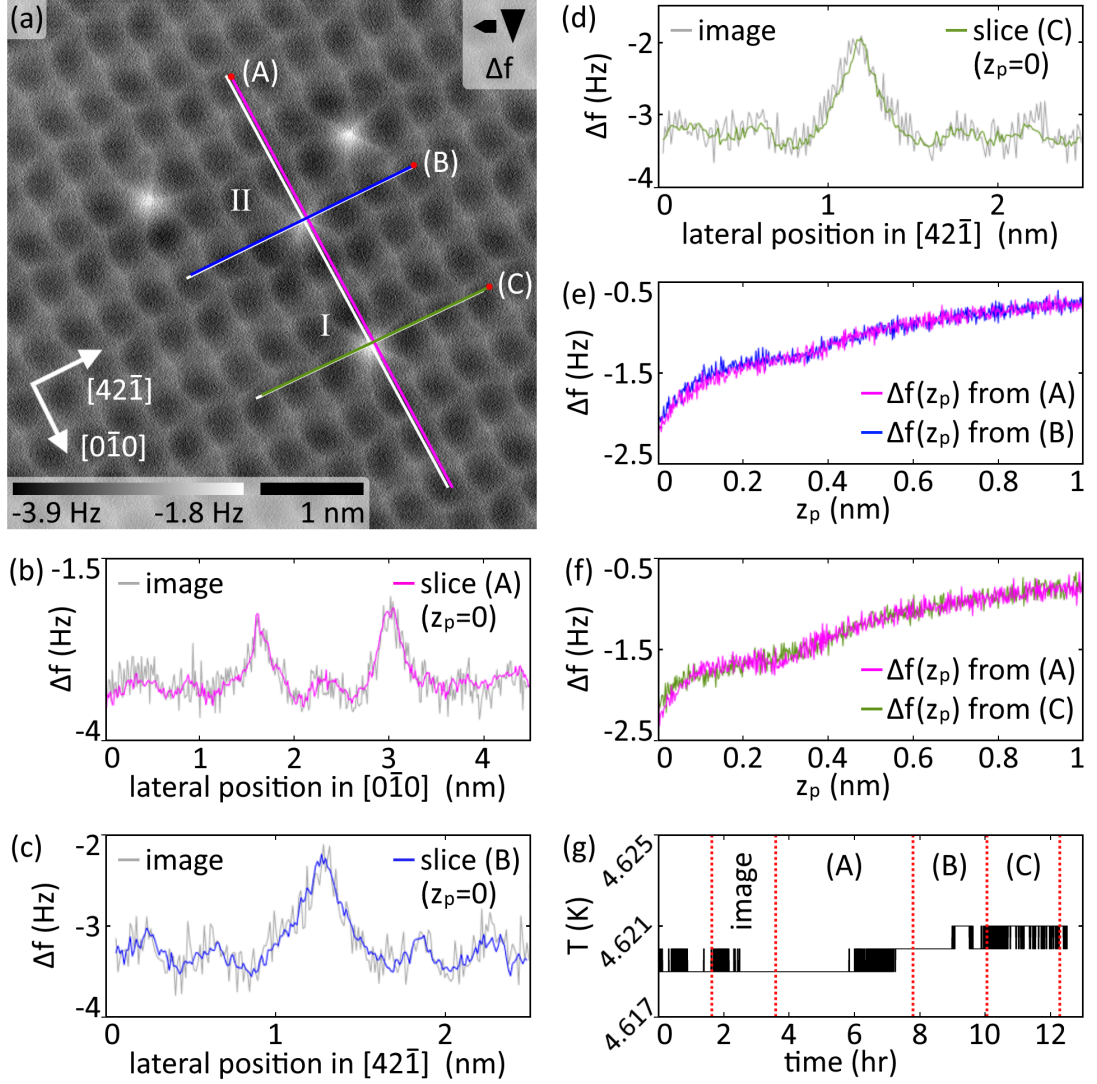 (a)
Δf
(A)
(B)
II
(C)
I
[421̄]
[01̄0]
-3.9 Hz -1.8 Hz 1 nm
(b)
-1.5
image
slice (A)
(zₚ=0)
Δf (Hz)
-4
0 1 2 3 4
lateral position in [01̄0] (nm)
(c)
-2
image
slice (B)
(zₚ=0)
-3
Δf (Hz)
-4
0 1 2
lateral position in [421̄] (nm)
(d)
image
slice (C)
(zₚ=0)
-2
-3
Δf (Hz)
-4
0 1 2
lateral position in [421̄] (nm)
(e)
-0.5
Δf (Hz)
-1.5
Δf(zₚ) from (A)
Δf(zₚ) from (B)
-2.5
0 0.2 0.4 0.6 0.8 1
zₚ (nm)
(f)
-0.5
Δf (Hz)
-1.5
Δf(zₚ) from (A)
Δf(zₚ) from (C)
-2.5
0 0.2 0.4 0.6 0.8 1
zₚ (nm)
(g)
4.625
image
(A)
(B)
(C)
T (K)
4.621
4.617
0 2 4 6 8 10 12
time (hr)